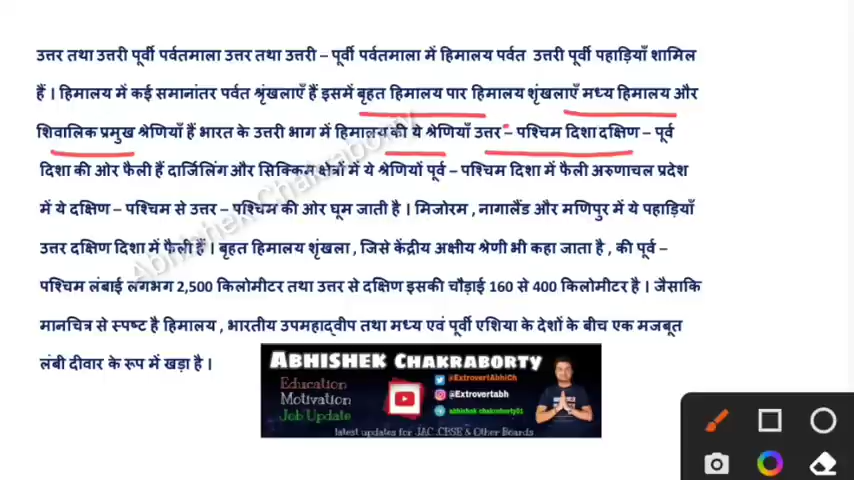 उत्तर तथा उत्तरी पूर्वी पर्वतमाला उत्तर तथा उत्तरी – पूर्वी पर्वतमाला में हिमालय पर्वत उत्तरी पूर्वी पहाड़ियाँ शामिल
हैं । हिमालय में कई समानांतर पर्वत श्रृंखलाएँ हैं इसमें बृहत हिमालय पार हिमालय शृंखलाएँ मध्य हिमालय और
शिवालिक प्रमुख श्रेणियाँ हैं भारत के उत्तरी भाग में हिमालय की ये श्रेणियाँ उत्तर – पश्चिम दिशा दक्षिण – पूर्व
दिशा की ओर फैली हैं दार्जिलिंग और सिक्किम क्षेत्रों में ये श्रेणियाँ पूर्व – पश्चिम दिशा में फैली अरुणाचल प्रदेश
में ये दक्षिण – पश्चिम से उत्तर – पश्चिम की ओर घूम जाती है । मिजोरम , नागालैंड और मणिपुर में ये पहाड़ियाँ
उत्तर दक्षिण दिशा में फैली हैं । बृहत हिमालय शृंखला , जिसे केंद्रीय अक्षीय श्रेणी भी कहा जाता है , की पूर्व –
पश्चिम लंबाई लगभग 2,500 किलोमीटर तथा उत्तर से दक्षिण इसकी चौड़ाई 160 से 400 किलोमीटर है । जैसाकि
मानचित्र से स्पष्ट है हिमालय , भारतीय उपमहाद्वीप तथा मध्य एवं पूर्वी एशिया के देशों के बीच एक मजबूत
लंबी दीवार के रूप में खड़ा है ।
Abhishek Chakraborty
ABHISHEK CHAKRABORTY
Education
Motivation
Job Update
@ExtrovertAbhiCh
@Extrovertabh
abhishek chakraborty01
latest updates for JAC ,CBSE & Other Boards